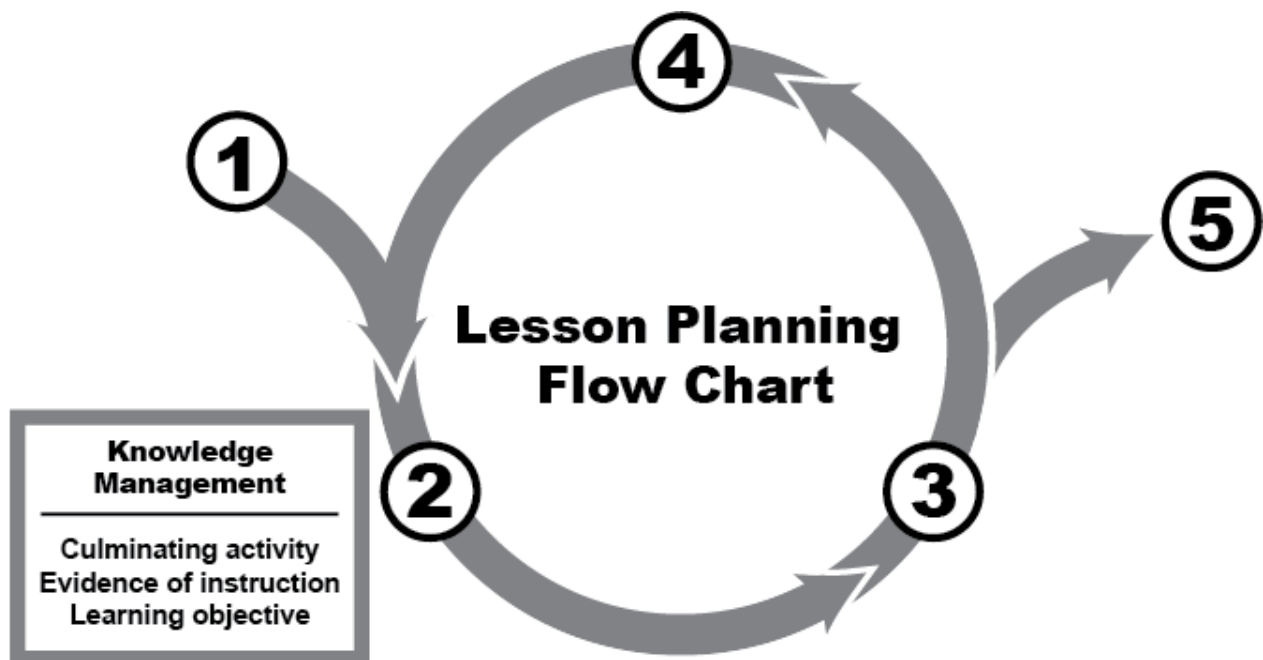 4
1
5
Lesson Planning
Flow Chart
Knowledge
Management
Culminating activity
Evidence of instruction
Learning objective
2
3